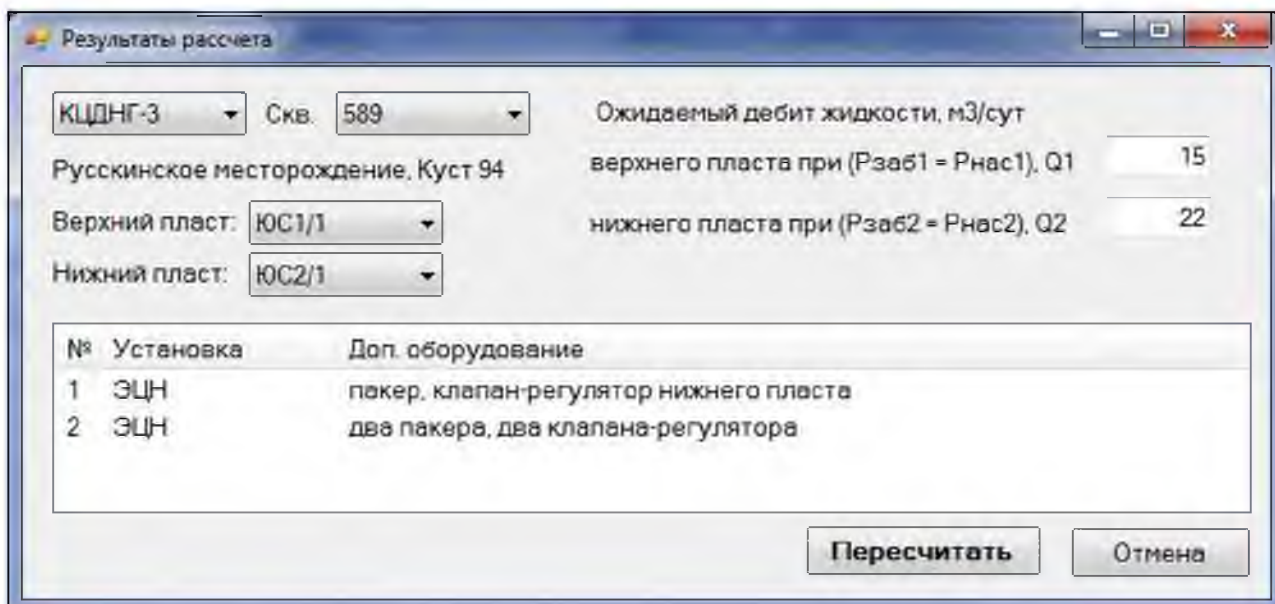 Результаты рассчета
КЦДНГ-3 Скв. 589
Русскинское месторождение, Куст 94
Верхний пласт: ЮС1/1
Нижний пласт: ЮС2/1
Ожидаемый дебит жидкости, м3/сут
верхнего пласта при (Рзаб1 = Рнас1), Q1 15
нижнего пласта при (Рзаб2 = Рнас2), Q2 22
№ Установка Доп. оборудование
1 ЭЦН пакер, клапан-регулятор нижнего пласта
2 ЭЦН два пакера, два клапана-регулятора
Пересчитать Отмена